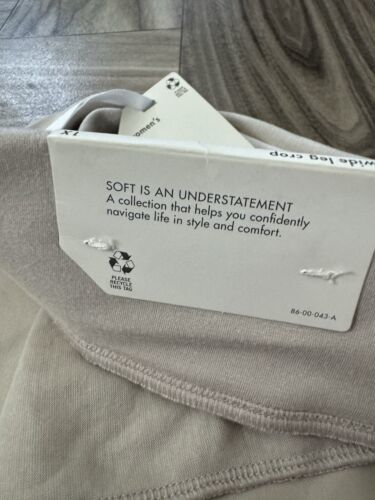 women's
1X
wide leg crop
SOFT IS AN UNDERSTATEMENT
A collection that helps you confidently
navigate life in style and comfort.
PLEASE
RECYCLE
THIS TAG
86-00-043-A